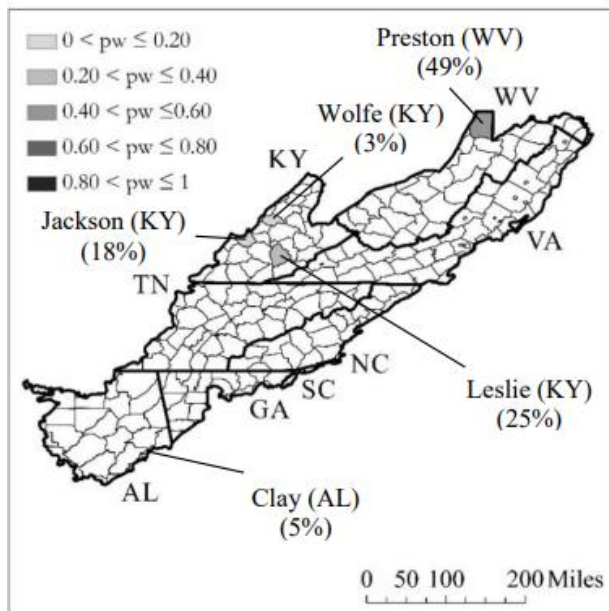 0 < pw ≤ 0.20
0.20 < pw ≤ 0.40
0.40 < pw ≤0.60
0.60 < pw ≤ 0.80
0.80 < pw ≤ 1
Preston (WV)
(49%)
WV
Wolfe (KY)
(3%)
KY
Jackson (KY)
(18%)
VA
TN
NC
SC
GA
Leslie (KY)
(25%)
AL
Clay (AL)
(5%)
0 50 100 200 Miles